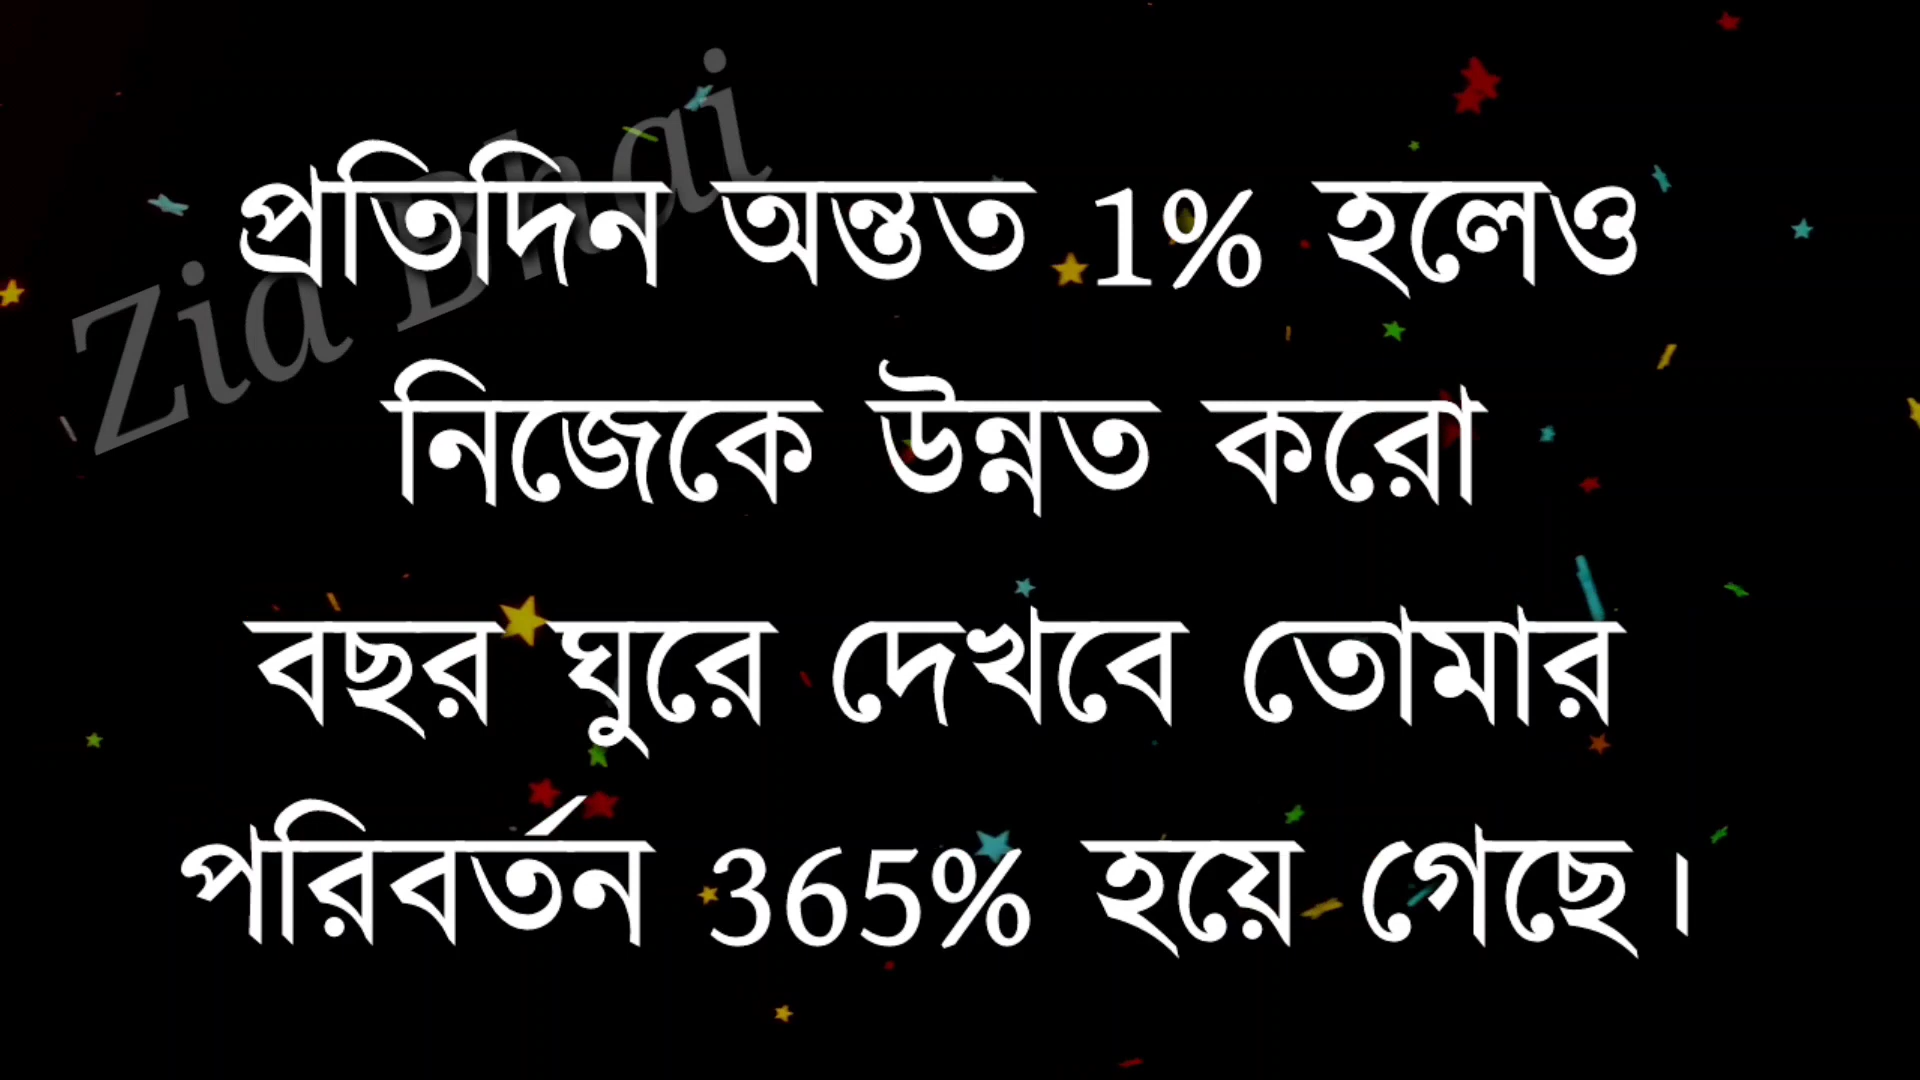 Zia Bhai
প্রতিদিন অন্তত 1% হলেও
নিজেকে উন্নত করো
বছর ঘুরে দেখবে তোমার
পরিবর্তন 365% হয়ে গেছে।